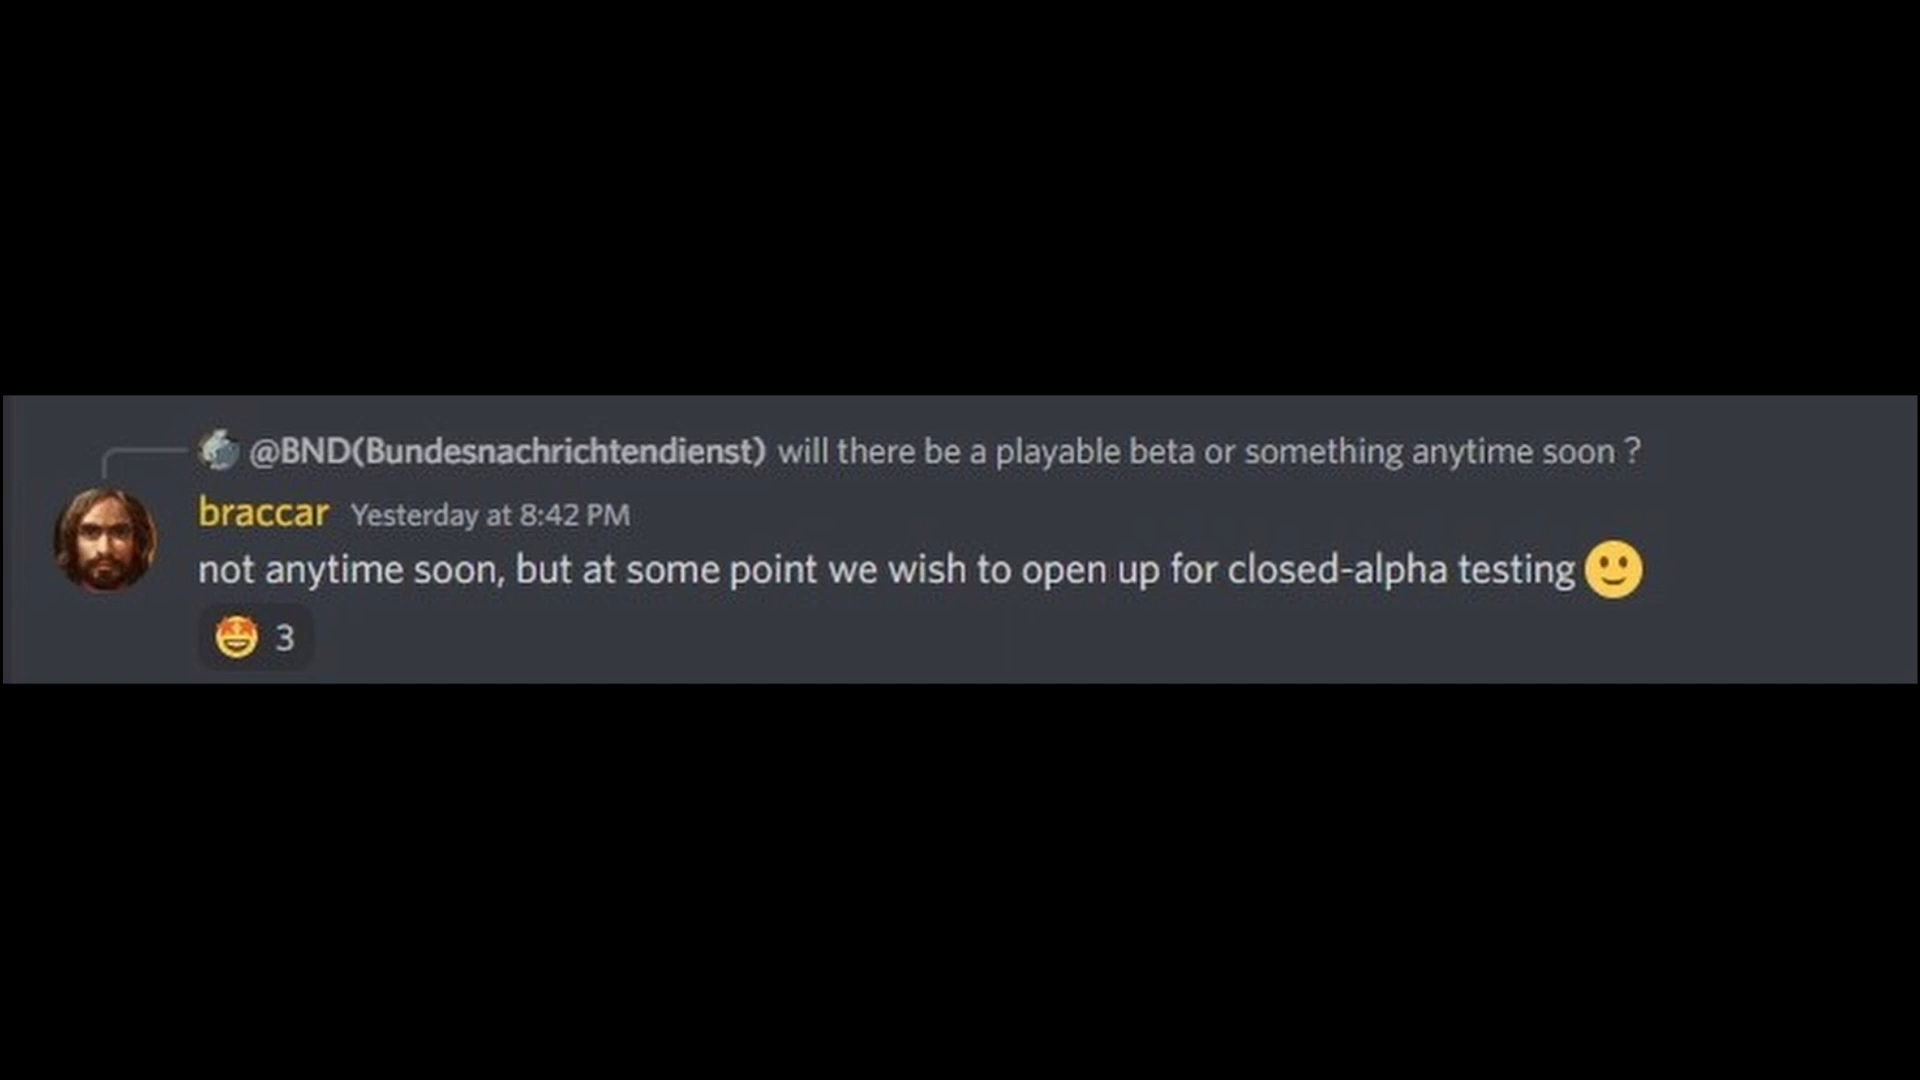 @BND(Bundesnachrichtendienst) will there be a playable beta or something anytime soon ?
braccar Yesterday at 8:42 PM
not anytime soon, but at some point we wish to open up for closed-alpha testing 🙂
🤩 3